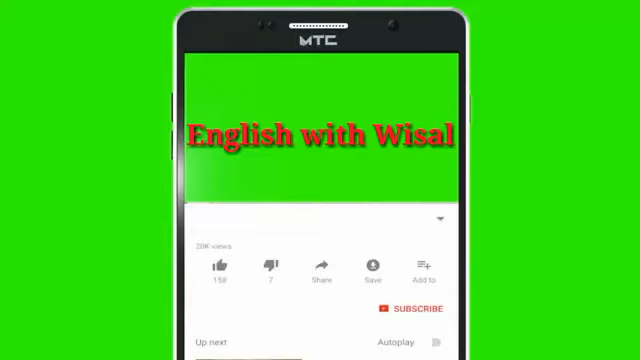 MTC
English with Wisal
20K views
158
7
Share
Save
Add to
SUBSCRIBE
Up next
Autoplay